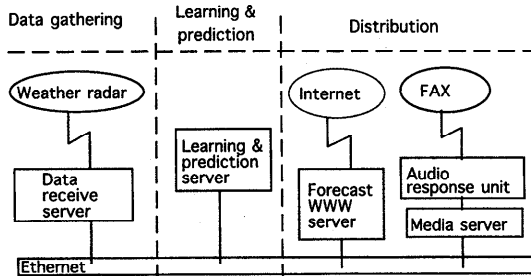 Data gathering
Learning &
prediction
Distribution
Weather radar
Internet
FAX
Learning &
prediction
server
Data
receive
server
Forecast
WWW
server
Audio
response unit
Media server
Ethernet